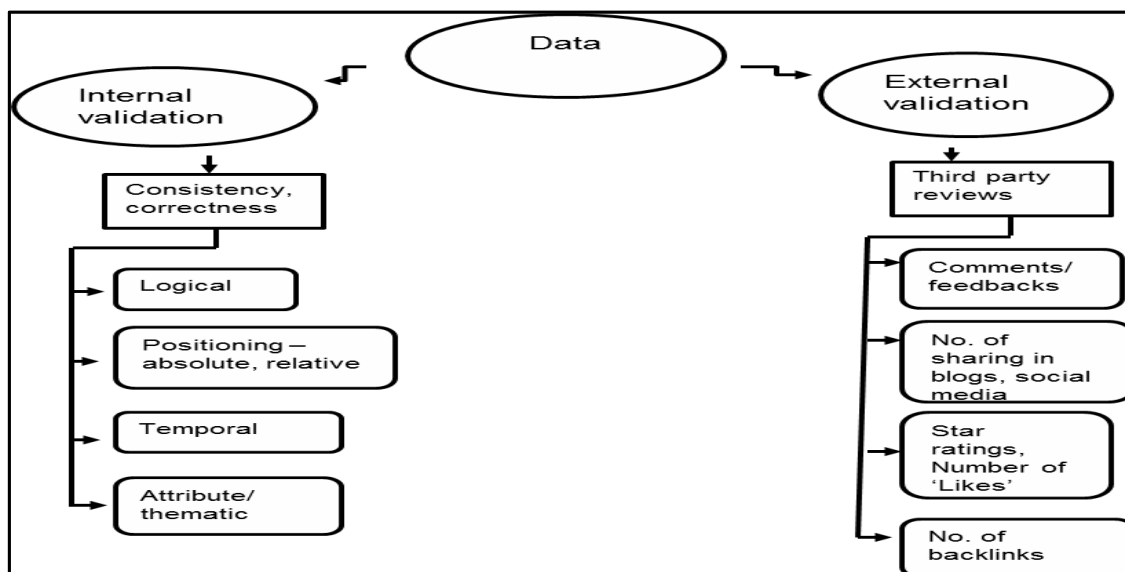 Data
Internal
validation
External
validation
Consistency,
correctness
Third party
reviews
Logical
Positioning –
absolute, relative
Temporal
Attribute/
thematic
Comments/
feedbacks
No. of
sharing in
blogs, social
media
Star
ratings,
Number of
‘Likes’
No. of
backlinks